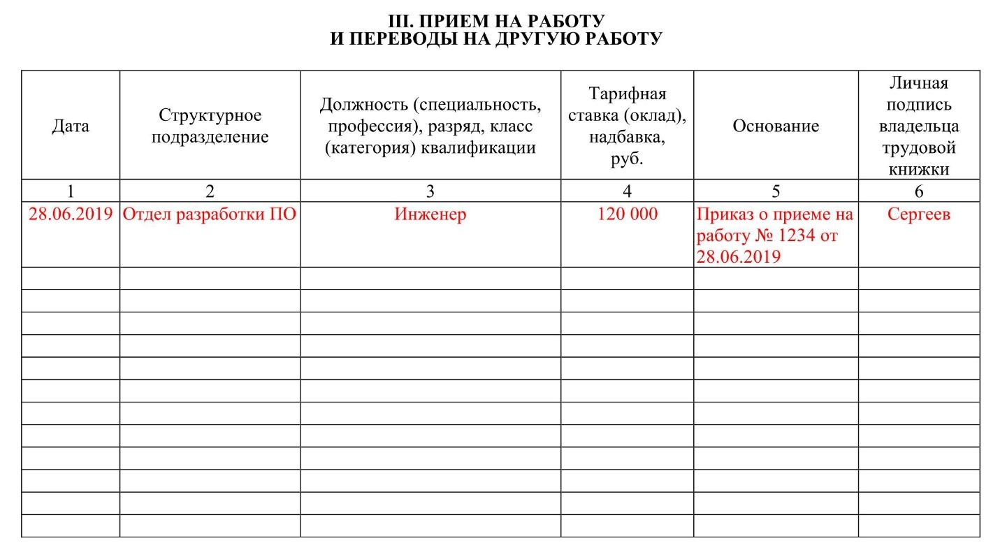 III. ПРИЕМ НА РАБОТУ
И ПЕРЕВОДЫ НА ДРУГУЮ РАБОТУ
Дата
Структурное
подразделение
Должность (специальность,
профессия), разряд, класс
(категория) квалификации
Тарифная
ставка (оклад),
надбавка,
руб.
Основание
Личная
подпись
владельца
трудовой
книжки
1
2
3
4
5
6
28.06.2019
Отдел разработки ПО
Инженер
120 000
Приказ о приеме на
работу № 1234 от
28.06.2019
Сергеев